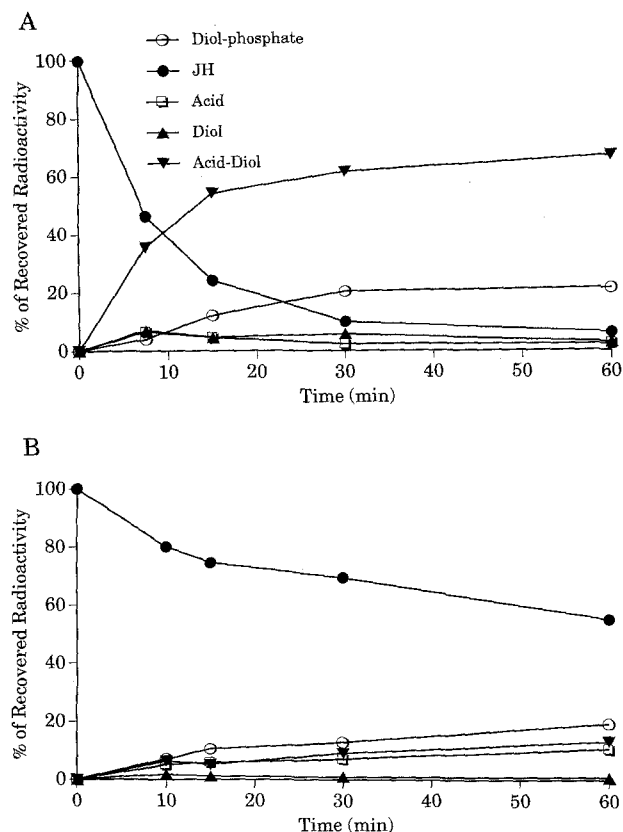 A
Diol-phosphate
JH
Acid
Diol
Acid-Diol
% of Recovered Radioactivity
100
80
60
40
20
0
0 10 20 30 40 50 60
Time (min)
B
% of Recovered Radioactivity
100
80
60
40
20
0
0 10 20 30 40 50 60
Time (min)